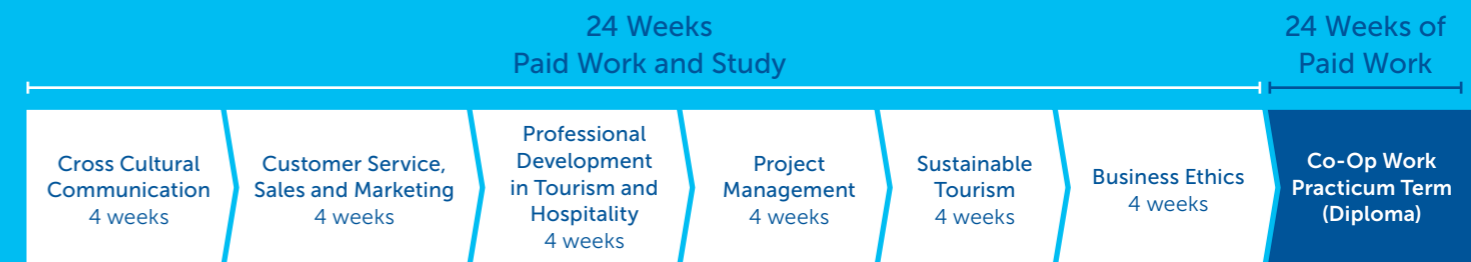 24 Weeks
Paid Work and Study
24 Weeks of
Paid Work
Cross Cultural
Communication
4 weeks
Customer Service,
Sales and Marketing
4 weeks
Professional
Development
in Tourism and
Hospitality
4 weeks
Project
Management
4 weeks
Sustainable
Tourism
4 weeks
Business Ethics
4 weeks
Co-Op Work
Practicum Term
(Diploma)